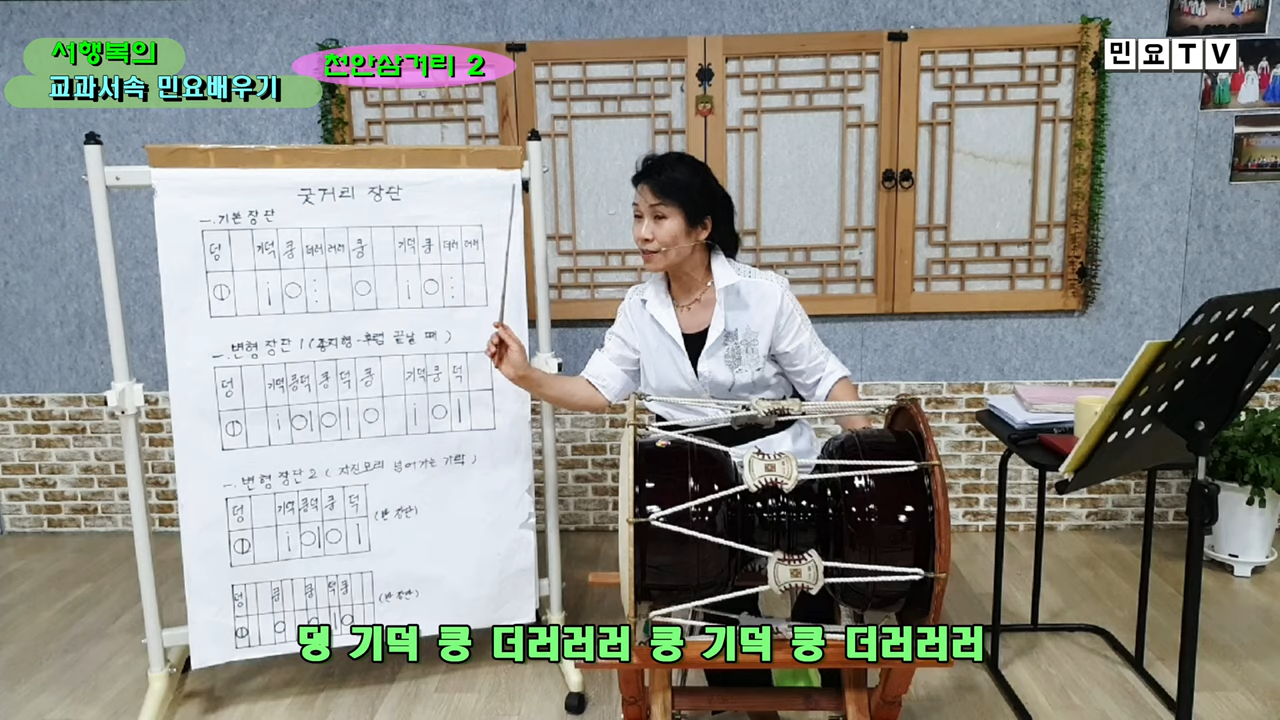 서행복의
교과서속 민요배우기
천안삼거리 2
민요TV
굿거리 장단
一. 기본 장단
덩 기덕 쿵 더러 러러 쿵 기덕 쿵 더러 러러
一. 변형 장단 1 (종지형-후렴 끝날 때)
덩 기덕 쿵덕 쿵 덕 쿵 기덕 쿵 덕
一. 변형 장단 2 (자진모리 넘어가는 가락)
덩 기덕 쿵덕 쿵 덕
(반 장단)
덩 쿵 쿵 덕 쿵
(반 장단)
덩 기덕 쿵 더러러러 쿵 기덕 쿵 더러러러